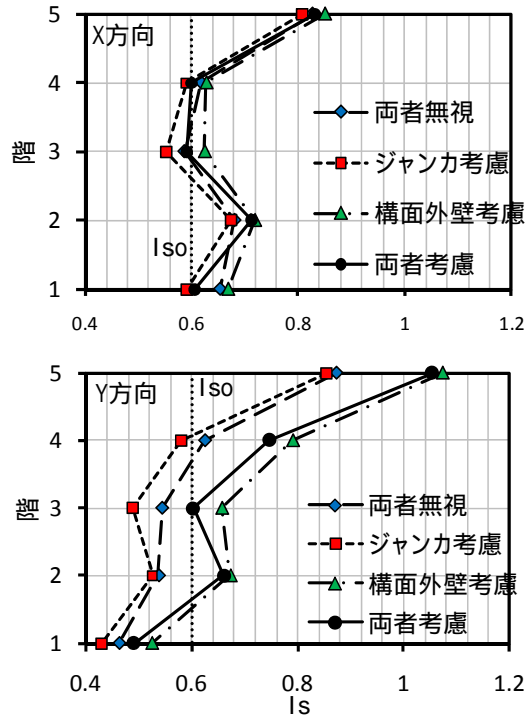 5
X方向
4
両者無視
ジャンカ考慮
階
3
構面外壁考慮
2
Iso
両者考慮
1
0.4 0.6 0.8 1 1.2
5
Y方向 Iso
4
階
3
両者無視
ジャンカ考慮
2
構面外壁考慮
両者考慮
1
0.4 0.6 0.8 1 1.2
Is